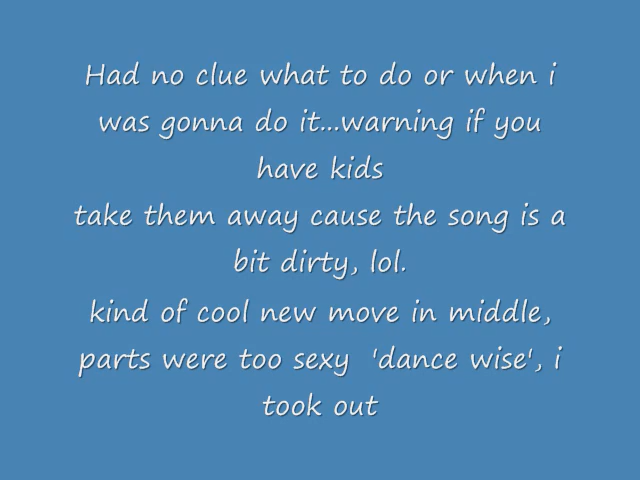 Had no clue what to do or when i
was gonna do it...warning if you
have kids
take them away cause the song is a
bit dirty, lol.
kind of cool new move in middle,
parts were too sexy  'dance wise', i
took out